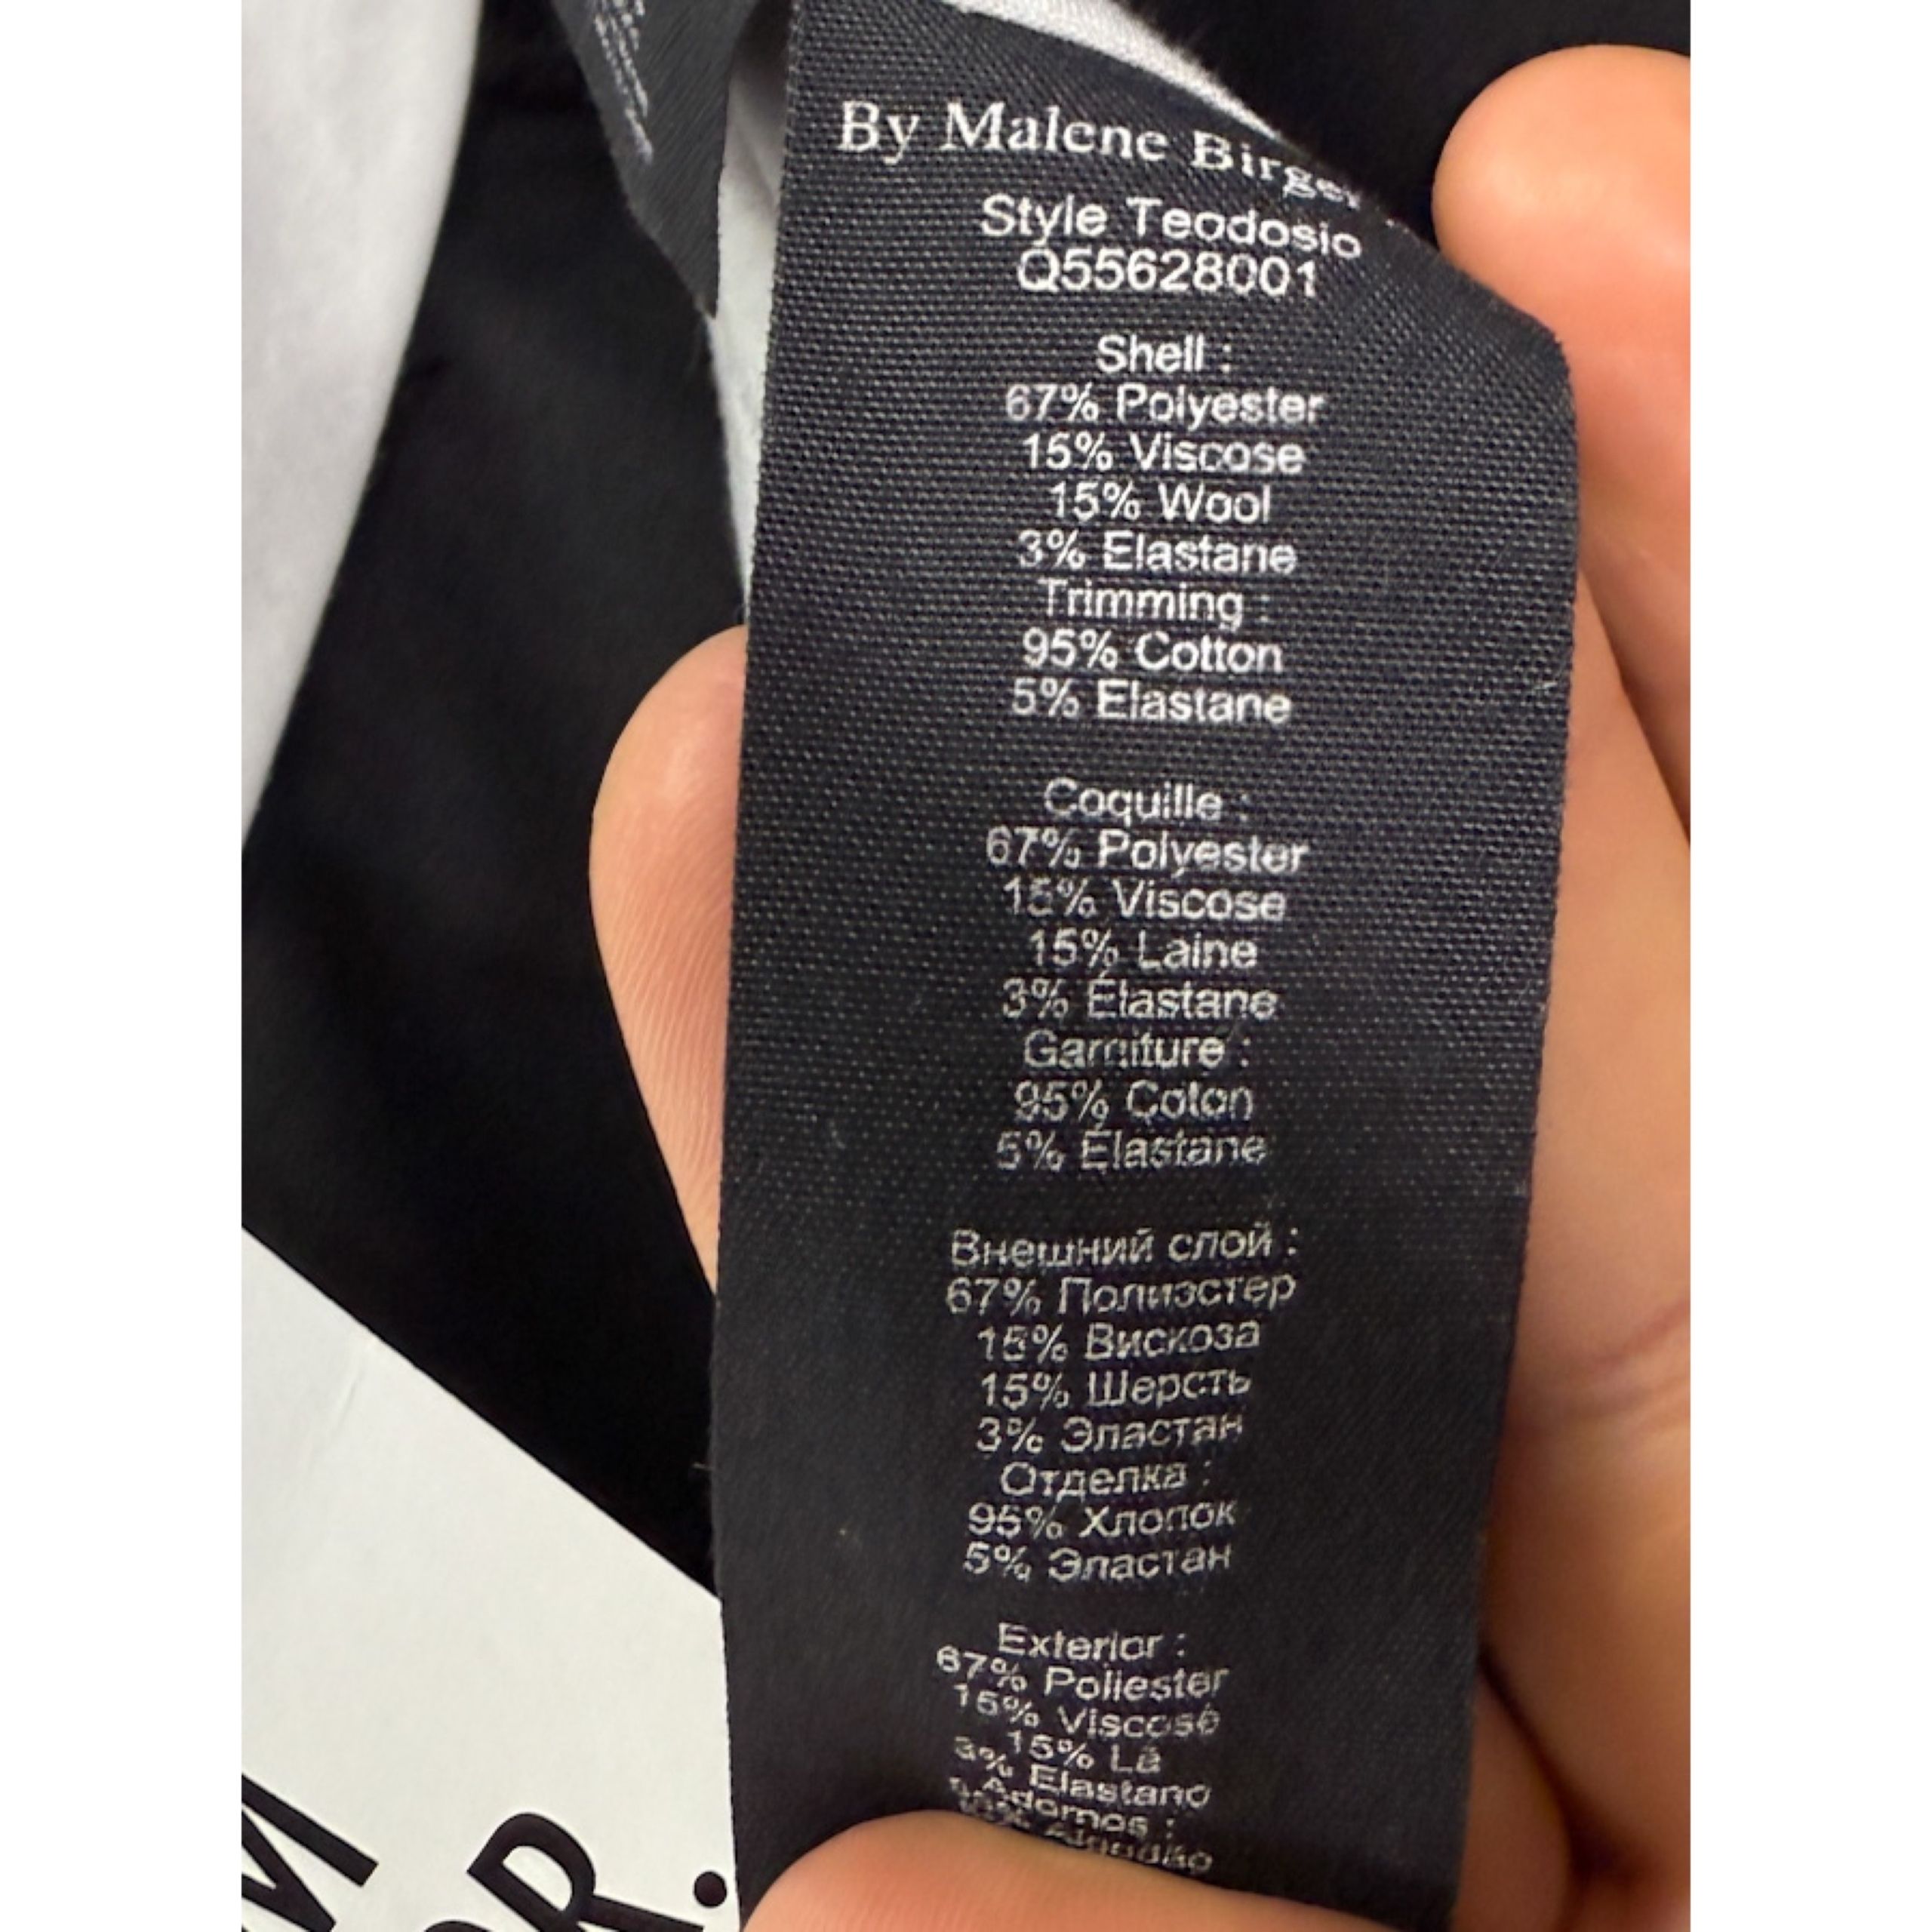 By Malene Birger
Style Teodosio
Q55628001
Shell :
67% Polyester
15% Viscose
15% Wool
3% Elastane
Trimming :
95% Cotton
5% Elastane
Coquille :
67% Polyester
15% Viscose
15% Laine
3% Élastane
Garniture :
95% Coton
5% Élastane
Внешний слой :
67% Полиэстер
15% Вискоза
15% Шерсть
3% Эластан
Отделка :
95% Хлопок
5% Эластан
Exterior :
67% Poliester
15% Viscose
15% Lã
3% Elastano
Adornos :
Algodão
M
R.